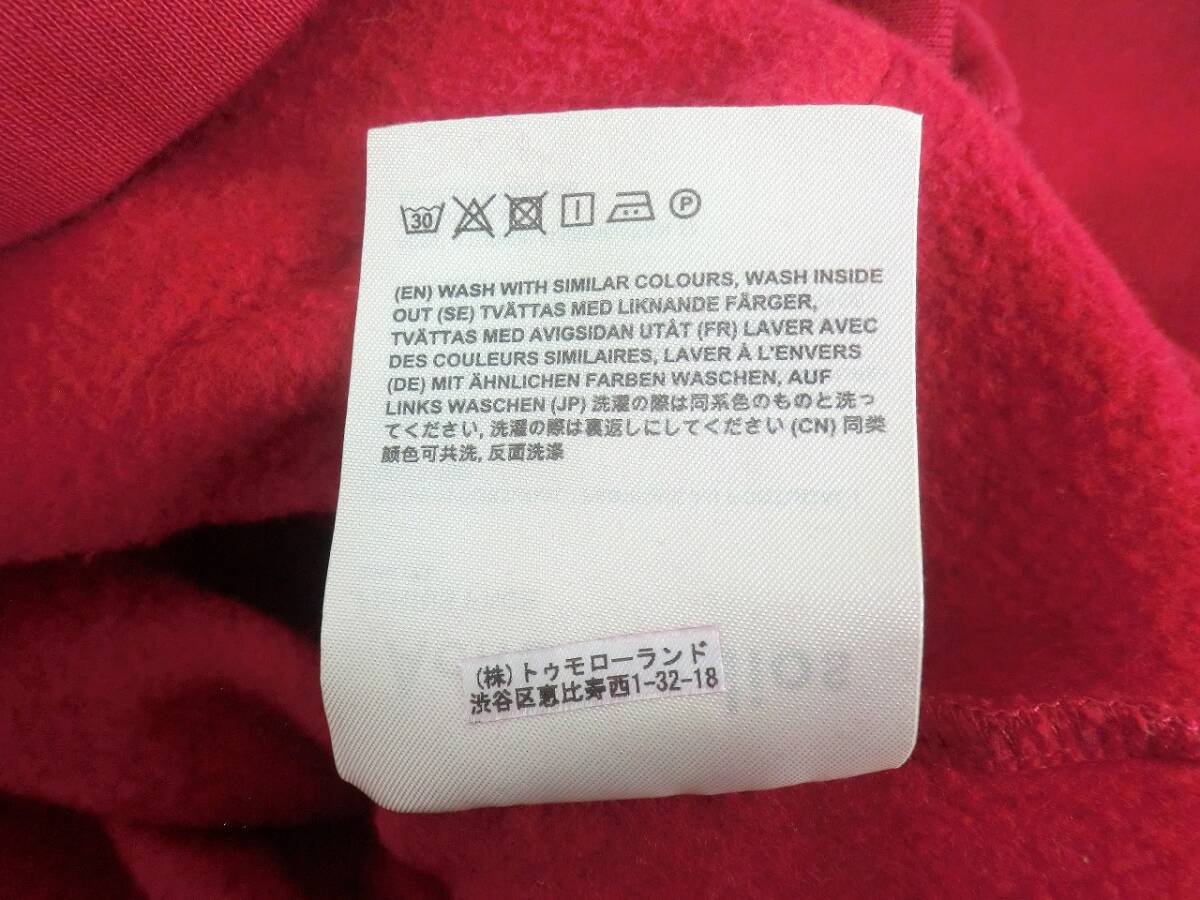 30 P
(EN) WASH WITH SIMILAR COLOURS, WASH INSIDE
OUT (SE) TVÄTTAS MED LIKNANDE FÄRGER,
TVÄTTAS MED AVIGSIDAN UTÅT (FR) LAVER AVEC
DES COULEURS SIMILAIRES, LAVER À L'ENVERS
(DE) MIT ÄHNLICHEN FARBEN WASCHEN, AUF
LINKS WASCHEN (JP) 洗濯の際は同系色のものと洗っ
てください, 洗濯の際は裏返しにしてください (CN) 同类
颜色可共洗, 反面洗涤
(株)トゥモローランド
渋谷区恵比寿西1-32-18